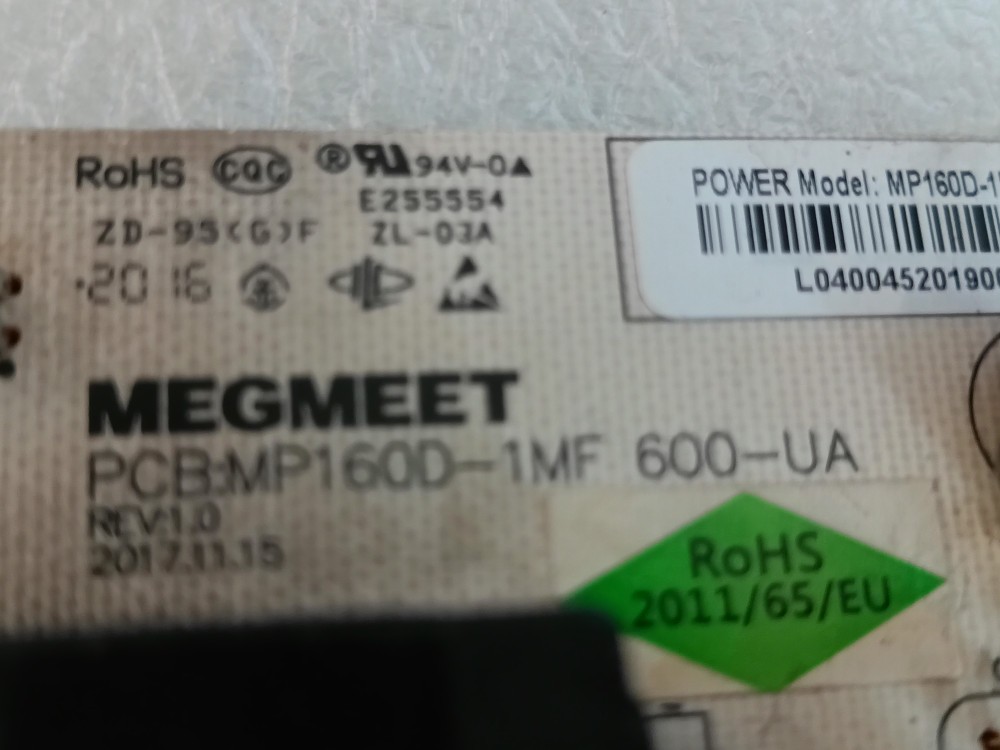 RoHS CQC ® 94V-0
E255554
ZD-95(G)F ZL-03A
2016
POWER Model: MP160D-1
L04004520190
MEGMEET
PCB:MP160D-1MF 600-UA
REV:1.0
2017.11.15
RoHS
2011/65/EU